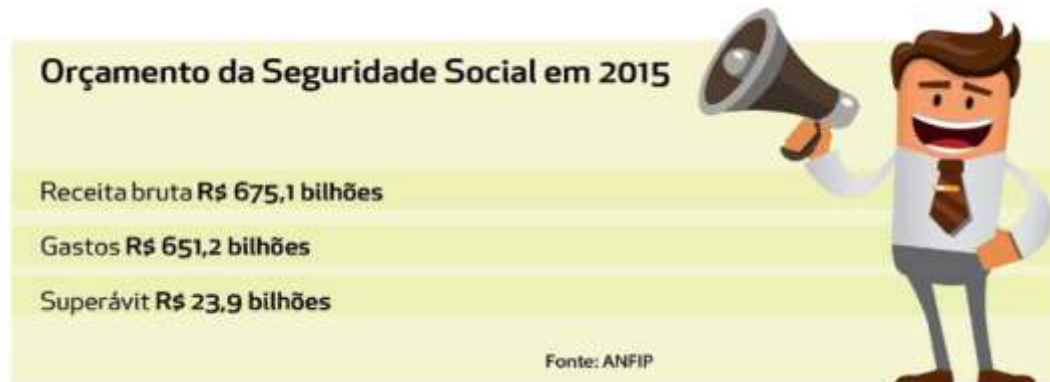 Orçamento da Seguridade Social em 2015
Receita bruta R$ 675,1 bilhões
Gastos R$ 651,2 bilhões
Superávit R$ 23,9 bilhões
Fonte: ANFIP